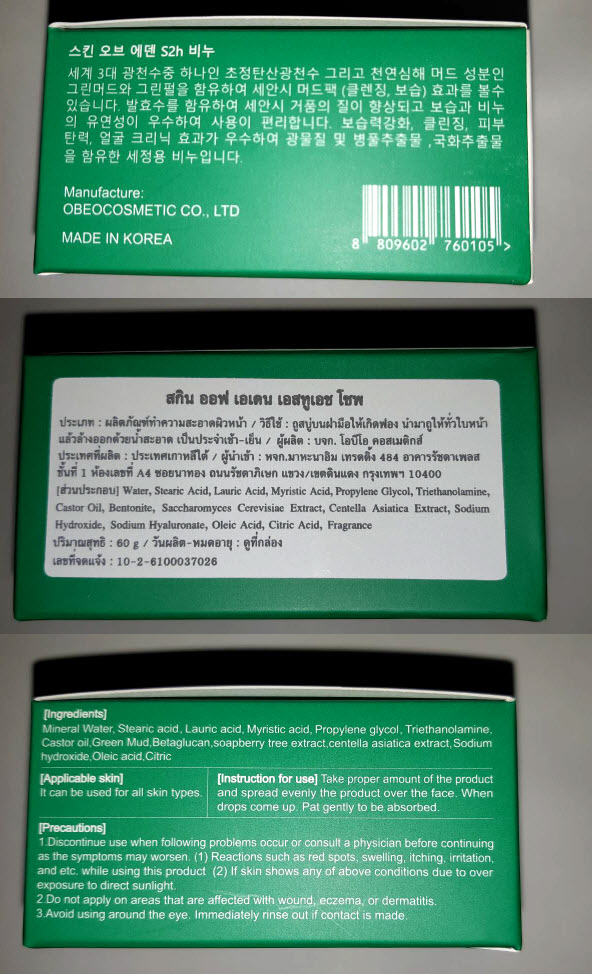 스킨 오브 에덴 S2h 비누
세계 3대 광천수중 하나인 초정탄산광천수 그리고 천연심해 머드 성분인
그린머드와 그린펄을 함유하여 세안시 머드팩 (클렌징, 보습) 효과를 볼수
있습니다. 발효수를 함유하여 세안시 거품의 질이 향상되고 보습과 비누
의 유연성이 우수하여 사용이 편리합니다. 보습력강화, 클린징, 피부
탄력, 얼굴 크리닉 효과가 우수하여 광물질 및 병풀추출물 ,국화추출물
을 함유한 세정용 비누입니다.
Manufacture:
OBEOCOSMETIC CO., LTD
MADE IN KOREA
8 809602 760105 >
สกิน ออฟ เอเดน เอสทูเอช โซพ
ประเภท : ผลิตภัณฑ์ทำความสะอาดผิวหน้า / วิธีใช้ : ถูสบู่บนฝามือให้เกิดฟอง นำมาถูให้ทั่วใบหน้า
แล้วล้างออกด้วยน้ำสะอาด เป็นประจำเช้า-เย็น / ผู้ผลิต : บจก. โอบีโอ คอสเมติกส์
ประเทศที่ผลิต : ประเทศเกาหลีใต้ / ผู้นำเข้า : หจก.มาหะนาอิม เทรดดิ้ง 484 อาคารรัชดาเพลส
ชั้นที่ 1 ห้องเลขที่ A4 ซอยนาทอง ถนนรัชดาภิเษก แขวง/เขตดินแดง กรุงเทพฯ 10400
[ส่วนประกอบ] Water, Stearic Acid, Lauric Acid, Myristic Acid, Propylene Glycol, Triethanolamine,
Castor Oil, Bentonite, Saccharomyces Cerevisiae Extract, Centella Asiatica Extract, Sodium
Hydroxide, Sodium Hyaluronate, Oleic Acid, Citric Acid, Fragrance
ปริมาณสุทธิ : 60 g / วันผลิต-หมดอายุ : ดูที่กล่อง
เลขที่จดแจ้ง : 10-2-6100037026
[Ingredients]
Mineral Water, Stearic acid, Lauric acid, Myristic acid, Propylene glycol, Triethanolamine,
Castor oil,Green Mud,Betaglucan,soapberry tree extract,centella asiatica extract,Sodium
hydroxide,Oleic acid,Citric
[Applicable skin]
It can be used for all skin types.
[Instruction for use] Take proper amount of the product
and spread evenly the product over the face. When
drops come up. Pat gently to be absorbed.
[Precautions]
1.Discontinue use when following problems occur or consult a physician before continuing
as the symptoms may worsen. (1) Reactions such as red spots, swelling, itching, irritation,
and etc. while using this product (2) If skin shows any of above conditions due to over
exposure to direct sunlight.
2.Do not apply on areas that are affected with wound, eczema, or dermatitis.
3.Avoid using around the eye. Immediately rinse out if contact is made.